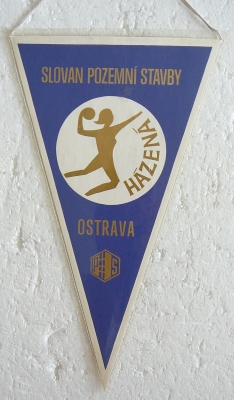 SLOVAN POZEMNÍ STAVBY
HÁZENÁ
OSTRAVA